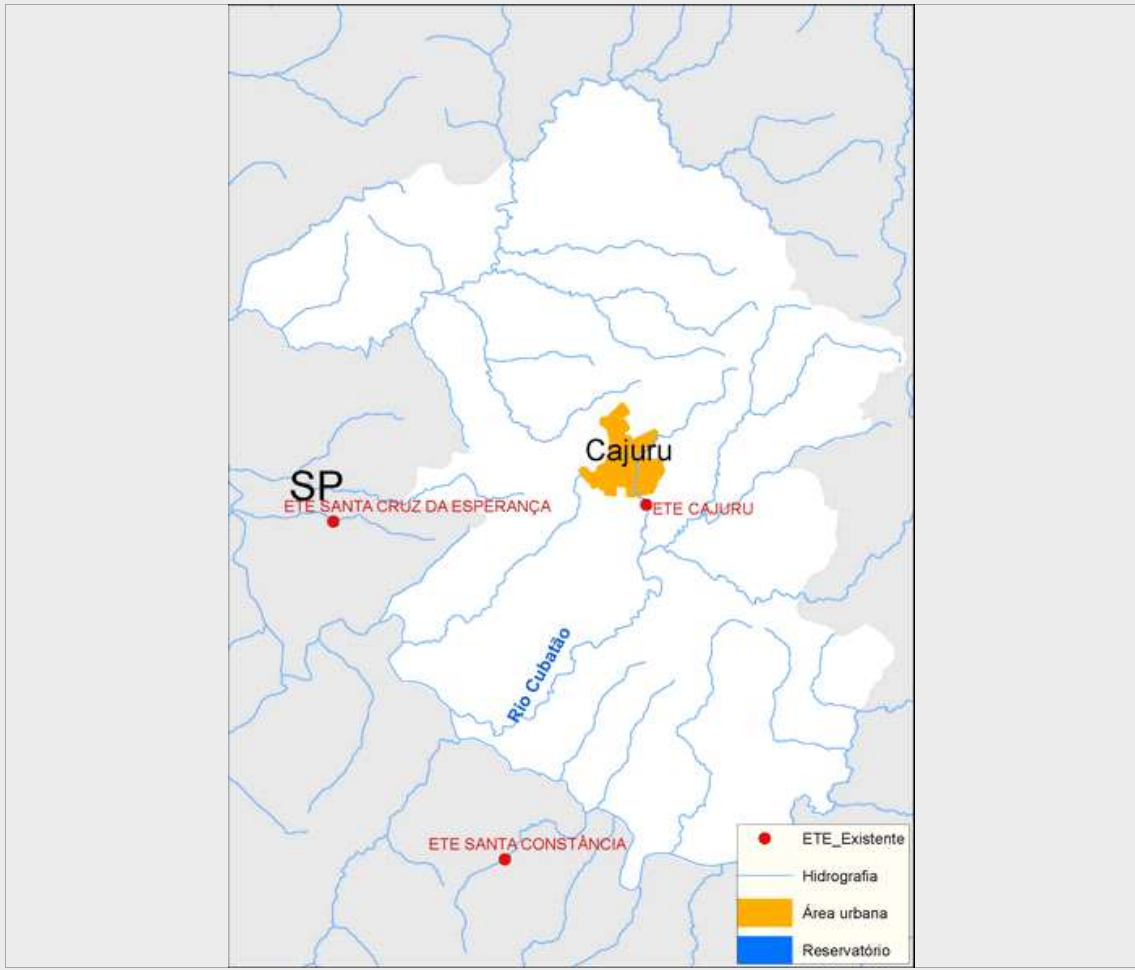 Cajuru
SP
ETE SANTA CRUZ DA ESPERANÇA
ETE CAJURU
Rio Cubatão
ETE SANTA CONSTÂNCIA
ETE_Existente
Hidrografia
Área urbana
Reservatório